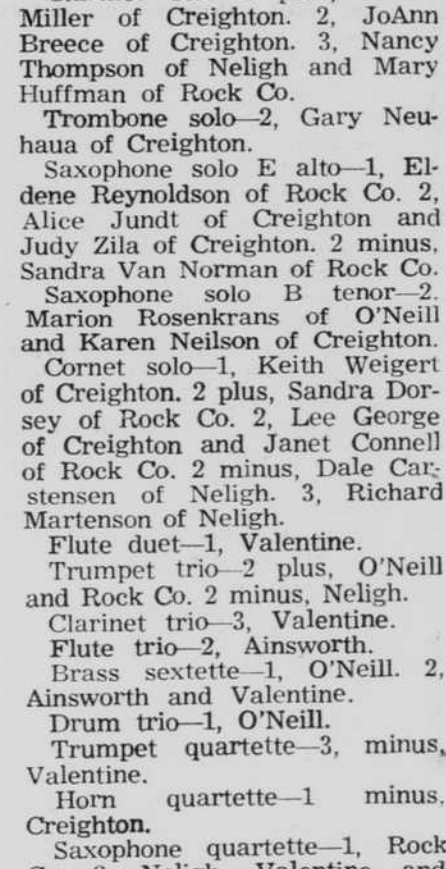 Miller of Creighton. 2, JoAnn
Breece of Creighton. 3, Nancy
Thompson of Neligh and Mary
Huffman of Rock Co.
Trombone solo—2, Gary Neu-
haua of Creighton.
Saxophone solo E alto—1, El-
dene Reynoldson of Rock Co. 2,
Alice Jundt of Creighton and
Judy Zila of Creighton. 2 minus,
Sandra Van Norman of Rock Co.
Saxophone solo B tenor—2,
Marion Rosenkrans of O'Neill
and Karen Neilson of Creighton.
Cornet solo—1, Keith Weigert
of Creighton. 2 plus, Sandra Dor-
sey of Rock Co. 2, Lee George
of Creighton and Janet Connell
of Rock Co. 2 minus, Dale Car-
stensen of Neligh. 3, Richard
Martenson of Neligh.
Flute duet—1, Valentine.
Trumpet trio—2 plus, O'Neill
and Rock Co. 2 minus, Neligh.
Clarinet trio—3, Valentine.
Flute trio—2, Ainsworth.
Brass sextette—1, O'Neill. 2,
Ainsworth and Valentine.
Drum trio—1, O'Neill.
Trumpet quartette—3, minus,
Valentine.
Horn quartette—1 minus.
Creighton.
Saxophone quartette—1, Rock
Neligh, Valentine and